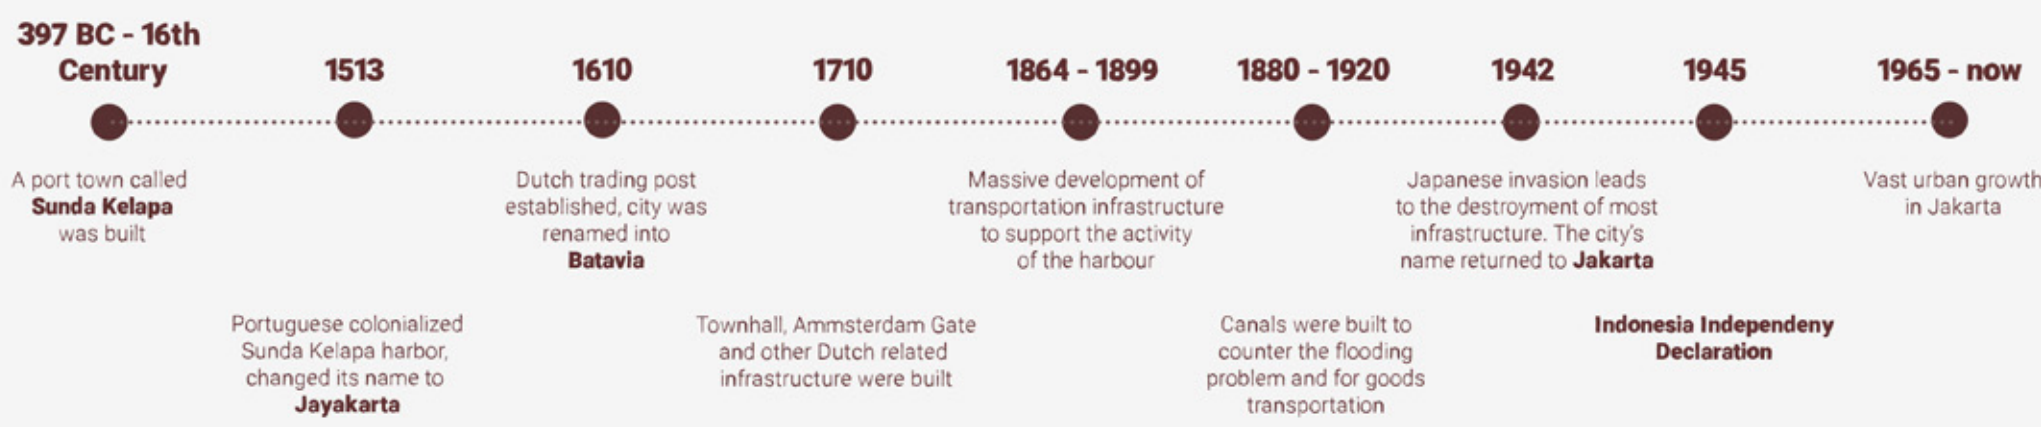 397 BC - 16th
Century
A port town called
Sunda Kelapa
was built
1513
Portuguese colonialized
Sunda Kelapa harbor,
changed its name to
Jayakarta
1610
Dutch trading post
established, city was
renamed into
Batavia
1710
Townhall, Ammsterdam Gate
and other Dutch related
infrastructure were built
1864 - 1899
Massive development of
transportation infrastructure
to support the activity
of the harbour
1880 - 1920
Canals were built to
counter the flooding
problem and for goods
transportation
1942
Japanese invasion leads
to the destroyment of most
infrastructure. The city's
name returned to Jakarta
1945
Indonesia Independeny
Declaration
1965 - now
Vast urban growth
in Jakarta